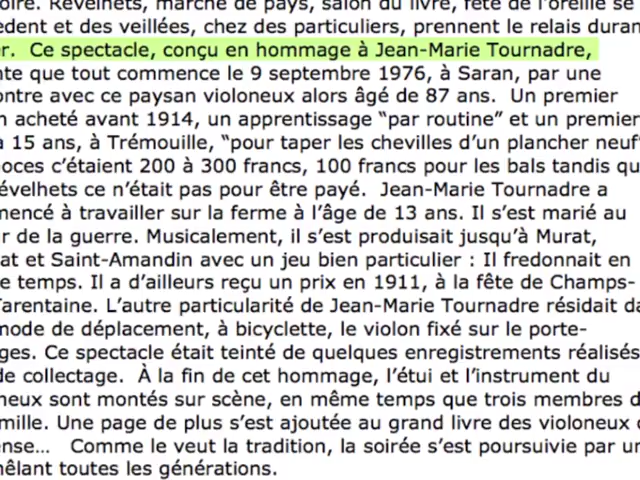 oire. Révelhets, marché de pays, salon du livre, fête de l'oreille se
èdent et des veillées, chez des particuliers, prennent le relais duran
er. Ce spectacle, conçu en hommage à Jean-Marie Tournadre,
nte que tout commence le 9 septembre 1976, à Saran, par une
ontre avec ce paysan violoneux alors âgé de 87 ans. Un premier
n acheté avant 1914, un apprentissage “par routine” et un premier
à 15 ans, à Trémouille, “pour taper les chevilles d’un plancher neuf
noces c’étaient 200 à 300 francs, 100 francs pour les bals tandis qu
évelhets ce n’était pas pour être payé. Jean-Marie Tournadre a
mencé à travailler sur la ferme à l’âge de 13 ans. Il s’est marié au
r de la guerre. Musicalement, il s’est produisait jusqu’à Murat,
at et Saint-Amandin avec un jeu bien particulier : Il fredonnait en
e temps. Il a d’ailleurs reçu un prix en 1911, à la fête de Champs-
Tarentaine. L’autre particularité de Jean-Marie Tournadre résidait da
mode de déplacement, à bicyclette, le violon fixé sur le porte-
ges. Ce spectacle était teinté de quelques enregistrements réalisés
de collectage. À la fin de cet hommage, l’étui et l’instrument du
neux sont montés sur scène, en même temps que trois membres d
mille. Une page de plus s’est ajoutée au grand livre des violoneux
ense… Comme le veut la tradition, la soirée s’est poursuivie par un
nêlant toutes les générations.